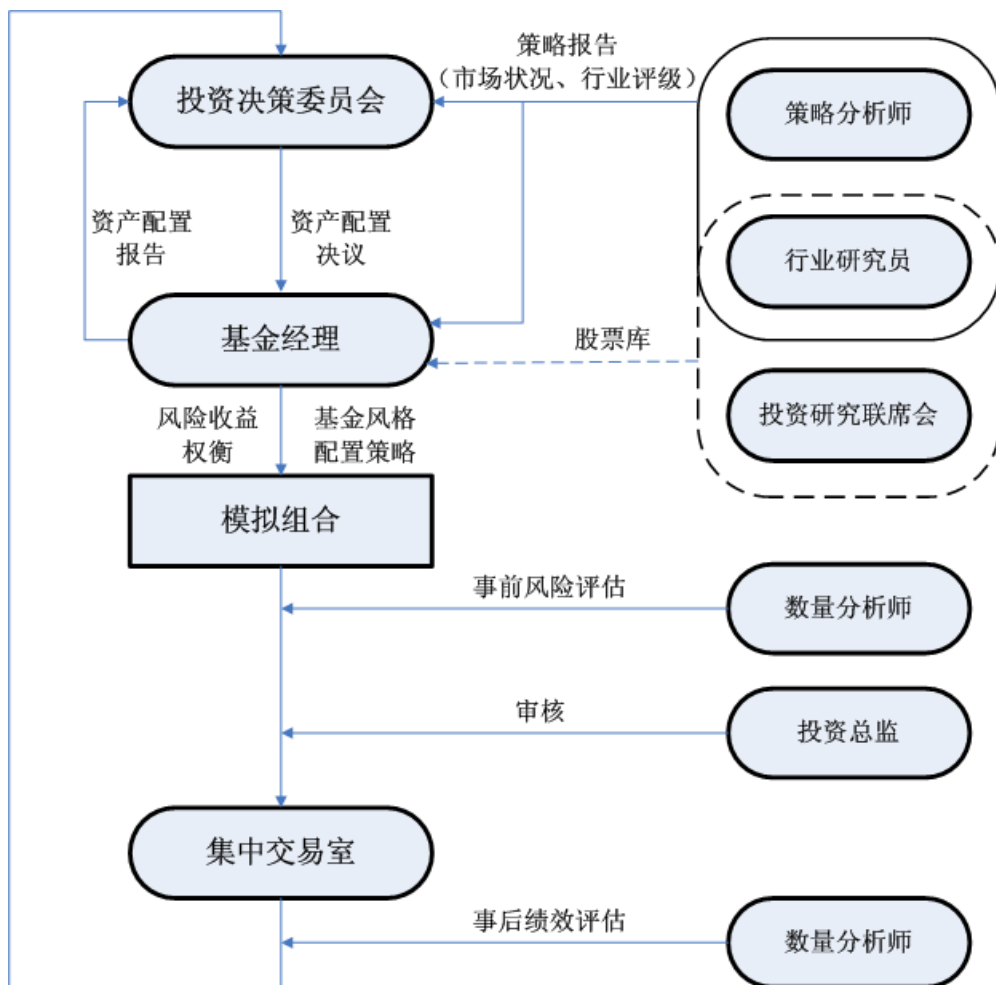 策略报告
（市场状况、行业评级）
投资决策委员会
策略分析师
资产配置
报告
资产配置
决议
行业研究员
基金经理
股票库
投资研究联席会
风险收益
权衡
基金风格
配置策略
模拟组合
事前风险评估
数量分析师
审核
投资总监
集中交易室
事后绩效评估
数量分析师